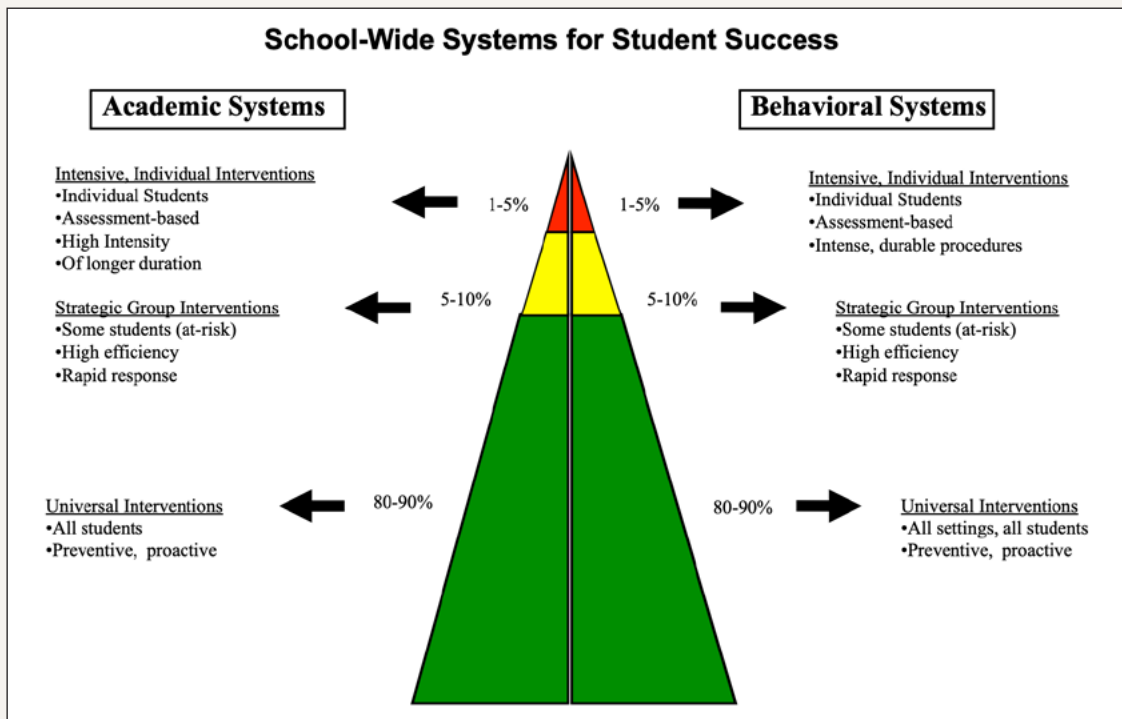 School-Wide Systems for Student Success
Academic Systems
Behavioral Systems
Intensive, Individual Interventions
•Individual Students
•Assessment-based
•High Intensity
•Of longer duration
1-5%
1-5%
Intensive, Individual Interventions
•Individual Students
•Assessment-based
•Intense, durable procedures
Strategic Group Interventions
•Some students (at-risk)
•High efficiency
•Rapid response
5-10%
5-10%
Strategic Group Interventions
•Some students (at-risk)
•High efficiency
•Rapid response
Universal Interventions
•All students
•Preventive, proactive
80-90%
80-90%
Universal Interventions
•All settings, all students
•Preventive, proactive